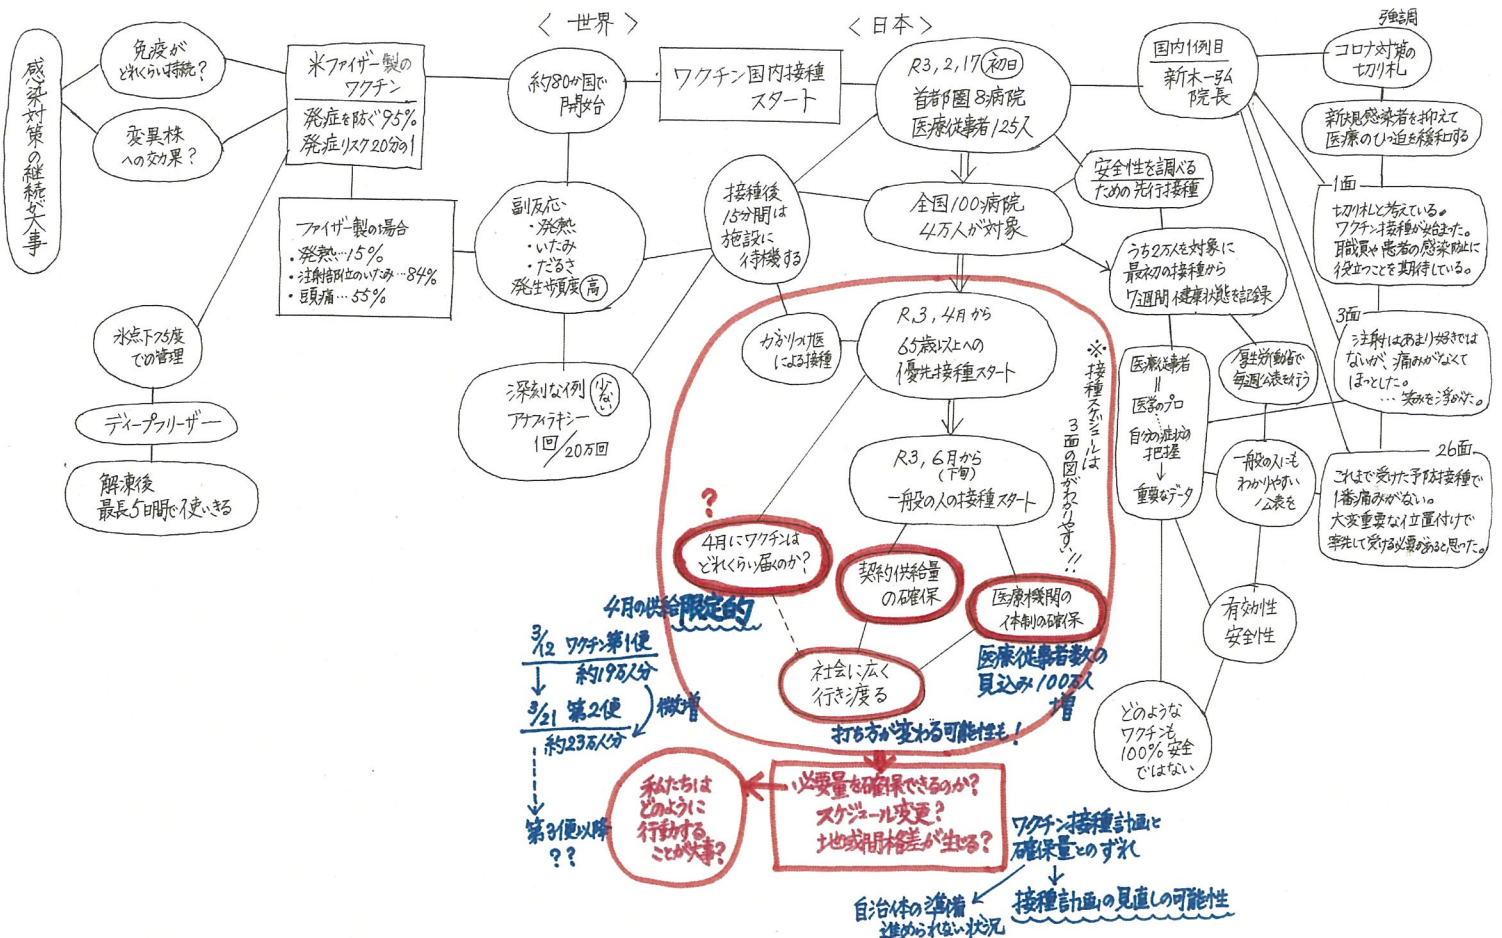 〈 世界 〉
〈 日本 〉
感染対策の継続が大事
免疫が
どれくらい持続?
変異株
への効果?
米ファイザー製の
ワクチン
発症を防ぐ95%
発症リスク20分の1
ファイザー製の場合
・発熱…15%
・注射部位のいたみ…84%
・頭痛…55%
氷点下75度
での管理
ディープフリーザー
解凍後
最長5日間で使いきる
約80か国で
開始
副反応
・発熱
・いたみ
・だるさ
発生頻度 高
深刻な例 少ない
アナフィラキシー
1回/20万回
ワクチン国内接種
スタート
接種後
15分間は
施設に
待機する
R3,2,17 初日
首都圏8病院
医療従事者125人
全国100病院
4万人が対象
安全性を調べる
ための先行接種
うち2万人を対象に
最初の接種から
7週間健康状態を記録
医療従事者
=
医学のプロ
自分の症状の
把握
↓
重要なデータ
厚生労働省で
毎週公表を行う
一般の人にも
わかりやすい
公表を
有効性
安全性
どのような
ワクチンも
100%安全
ではない
国内1例目
新木一弘
院長
強調
コロナ対策の
切り札
新規感染者を抑えて
医療のひっ迫を緩和する
1面
切り札と考えている。
ワクチン接種が始まった。
職員や患者の感染防止に
役立つことを期待している。
3面
注射はあまり好きでは
ないが、痛みがなくて
ほっとした。
…笑みを浮かべた。
26面
これまで受けた予防接種で
1番痛みがない。
大変重要な位置付けで
率先して受ける必要があると思った。
かかりつけ医
による接種
R3,4月から
65歳以上への
優先接種スタート
R3,6月から
(下旬)
一般の人の接種スタート
※接種スケジュールは
3面の図がわかりやすい!!
?
4月にワクチンは
どれくらい届くのか?
契約供給量
の確保
医療機関の
体制の確保
社会に広く
行き渡る
4月の供給限定的
3/12 ワクチン第1便
約19万人分
↓
3/21 第2便
約23万人分
微増
第3便以降
??
医療従事者数の
見込み100万人
増
打ち方が変わる可能性も!
必要量を確保できるのか?
スケジュール変更?
地域間格差が生じる?
私たちは
どのように
行動する
ことが大事?
ワクチン接種計画と
確保量とのずれ
自治体の準備
進められない状況
接種計画の見直しの可能性